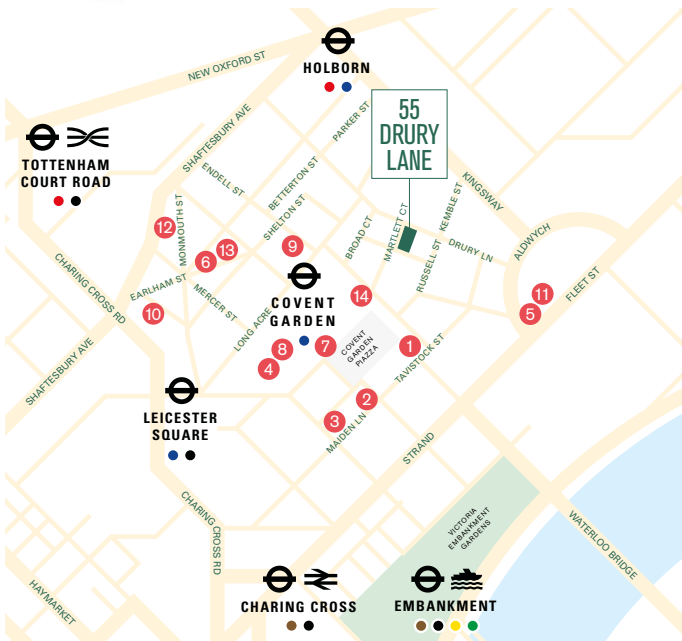 NEW OXFORD ST
HOLBORN
55
DRURY
LANE
TOTTENHAM
COURT ROAD
SHAFTESBURY AVE
PARKER ST
ENDELL ST
BETTERTON ST
SHELTON ST
KINGSWAY
KEMBLE ST
MARTLETT CT
BROAD CT
RUSSELL ST
DRURY LN
ALDWYCH
FLEET ST
12
MONMOUTH ST
6
13
9
EARLHAM ST
MERCER ST
10
CHARING CROSS RD
COVENT
GARDEN
LONG ACRE
14
11
5
8
4
7
COVENT
GARDEN
PIAZZA
1
TAVISTOCK ST
SHAFTESBURY AVE
LEICESTER
SQUARE
2
3
MAIDEN LN
STRAND
CHARING CROSS RD
VICTORIA
EMBANKMENT
GARDENS
WATERLOO BRIDGE
HAYMARKET
CHARING CROSS
EMBANKMENT